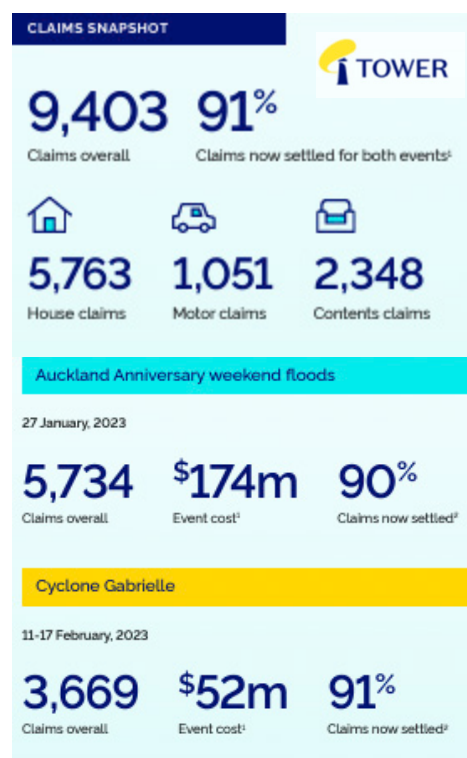 CLAIMS SNAPSHOT
TOWER
9,403 91%
Claims overall Claims now settled for both events¹
5,763 1,051 2,348
House claims Motor claims Contents claims
Auckland Anniversary weekend floods
27 January, 2023
5,734 $174m 90%
Claims overall Event cost¹ Claims now settled²
Cyclone Gabrielle
11-17 February, 2023
3,669 $52m 91%
Claims overall Event cost¹ Claims now settled²